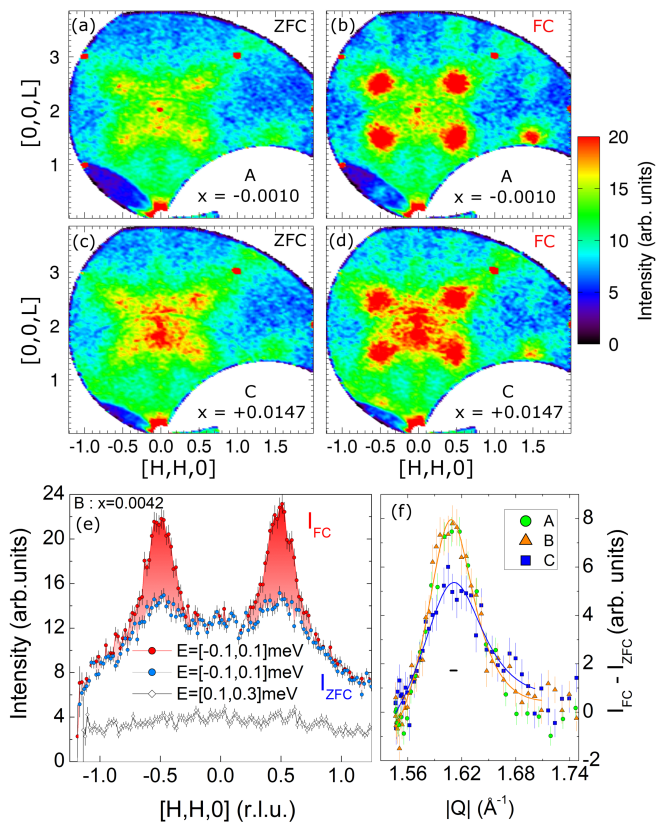 (a) ZFC
(b) FC
3
2
1
[0,0,L]
A
x = -0.0010
A
x = -0.0010
(c) ZFC
(d) FC
3
2
1
[0,0,L]
C
x = +0.0147
C
x = +0.0147
-1.0 -0.5 0.0 0.5 1.0 1.5
-1.0 -0.5 0.0 0.5 1.0 1.5
[H,H,0]
[H,H,0]
20
15
10
5
0
Intensity (arb. units)
B : x=0.0042
(e)
I_FC
E=[-0.1,0.1]meV
E=[-0.1,0.1]meV
I_ZFC
E=[0.1,0.3]meV
24
20
16
12
8
4
0
Intensity (arb.units)
-1.0 -0.5 0.0 0.5 1.0
[H,H,0] (r.l.u.)
(f)
A
B
C
8
6
4
2
0
-2
I_FC - I_ZFC (arb. units)
1.56 1.62 1.68 1.74
|Q| (Å⁻¹)